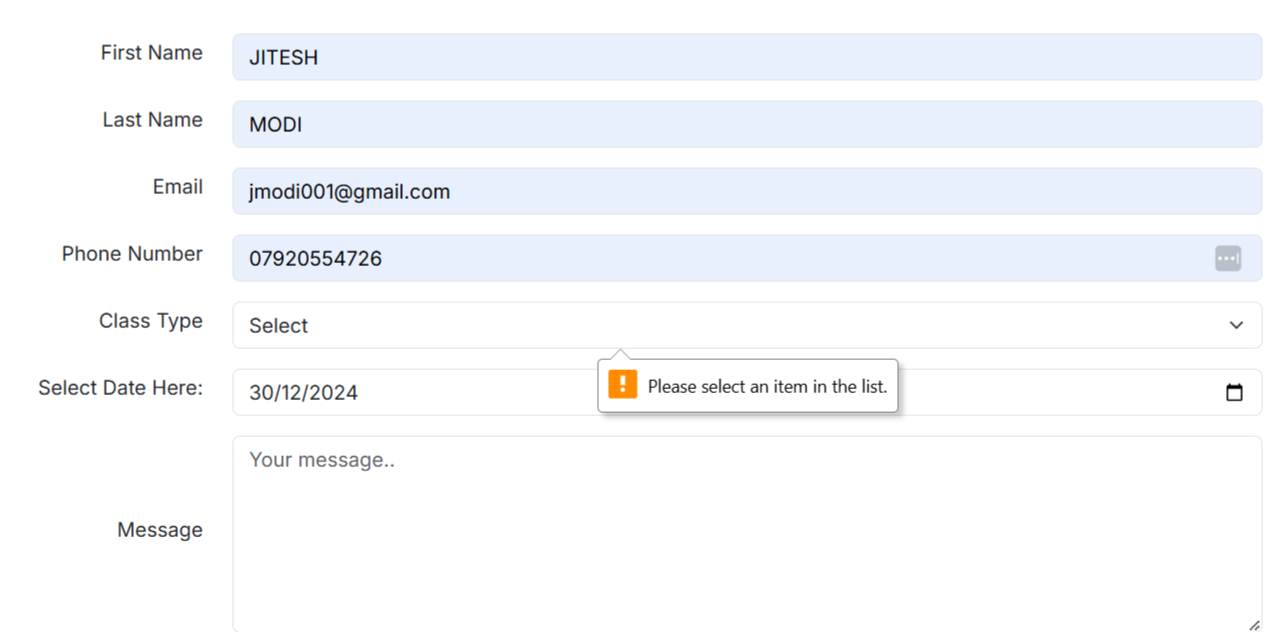 First Name JITESH
Last Name MODI
Email jmodi001@gmail.com
Phone Number 07920554726
Class Type Select
Please select an item in the list.
Select Date Here: 30/12/2024
Your message..
Message